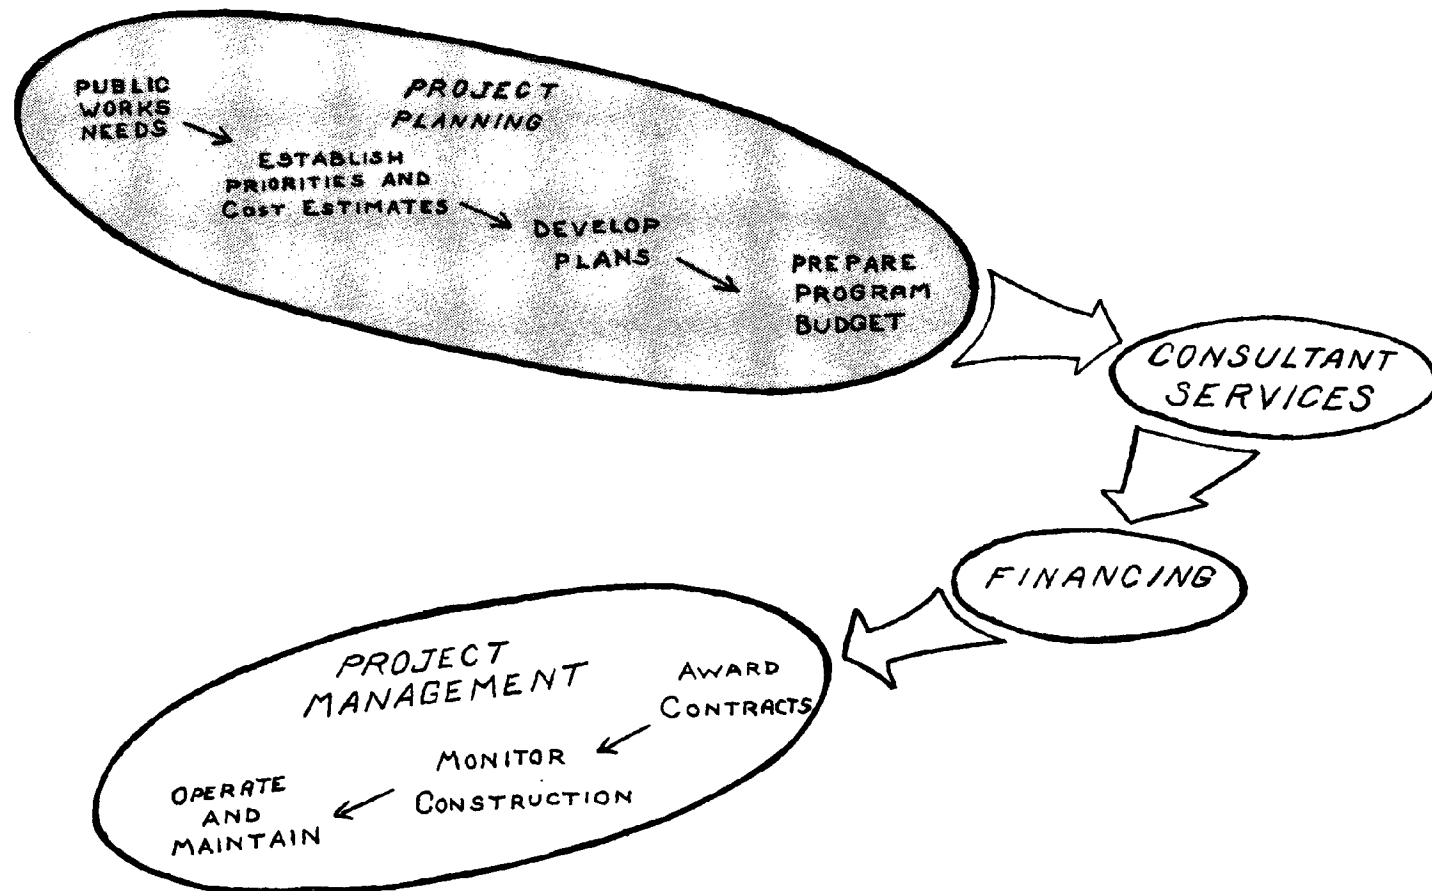 PUBLIC
WORKS
NEEDS
PROJECT
PLANNING
ESTABLISH
PRIORITIES AND
COST ESTIMATES
DEVELOP
PLANS
PREPARE
PROGRAM
BUDGET
CONSULTANT
SERVICES
FINANCING
PROJECT
MANAGEMENT
AWARD
CONTRACTS
MONITOR
CONSTRUCTION
OPERATE
AND
MAINTAIN